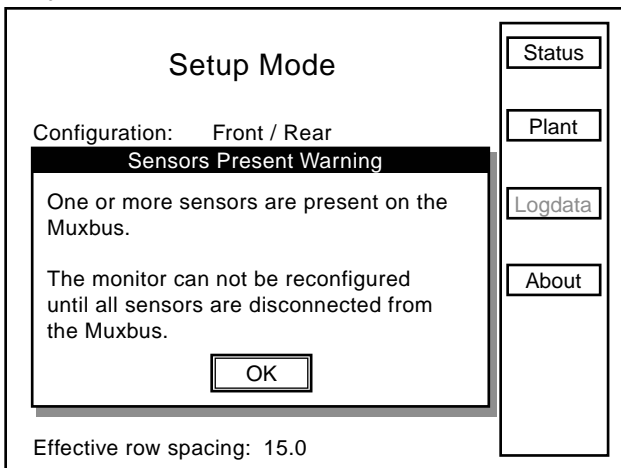 Setup Mode
Configuration: Front / Rear
Sensors Present Warning
One or more sensors are present on the
Muxbus.
The monitor can not be reconfigured
until all sensors are disconnected from
the Muxbus.
OK
Effective row spacing: 15.0
Status
Plant
Logdata
About